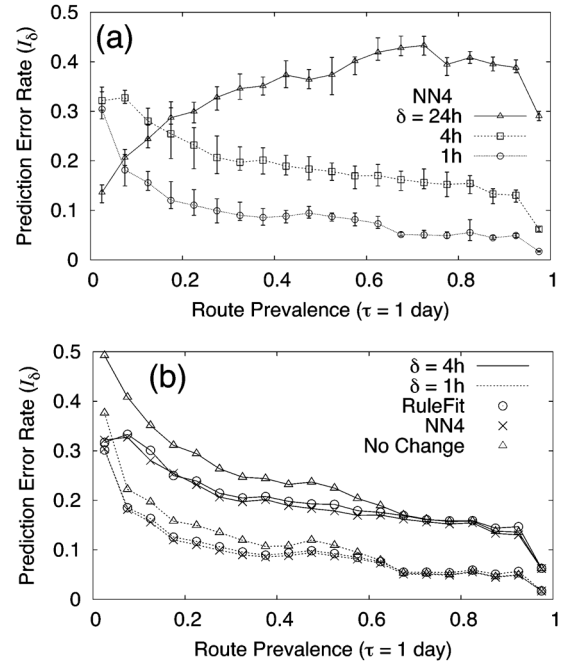 (a)
Prediction Error Rate (Iδ)
0.5
0.4
0.3
0.2
0.1
0
NN4
δ = 24h
4h
1h
0 0.2 0.4 0.6 0.8 1
Route Prevalence (τ = 1 day)
(b)
Prediction Error Rate (Iδ)
0.5
0.4
0.3
0.2
0.1
0
δ = 4h
δ = 1h
RuleFit
NN4
No Change
0 0.2 0.4 0.6 0.8 1
Route Prevalence (τ = 1 day)